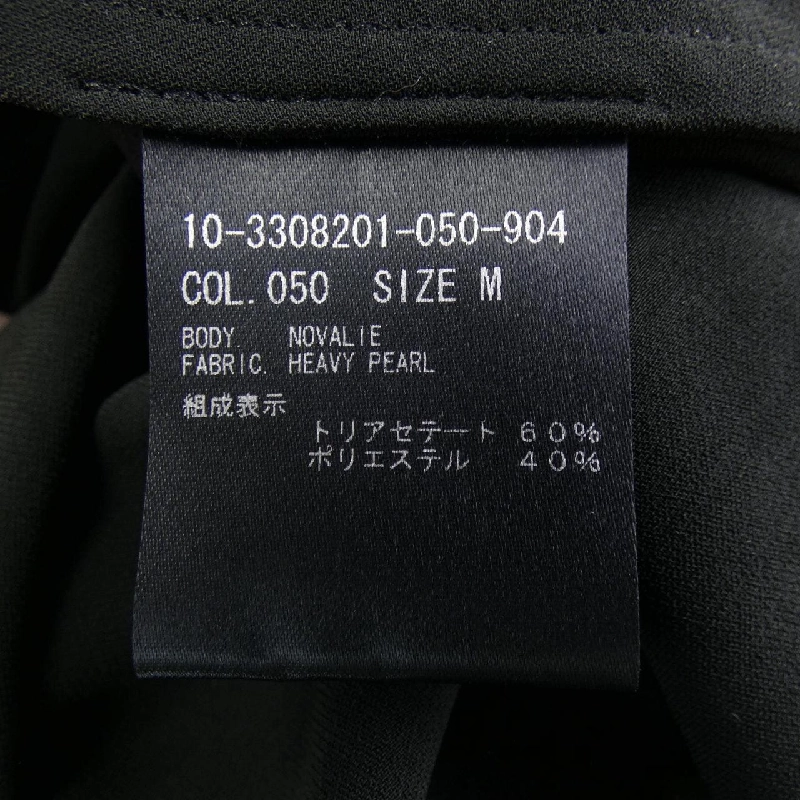 10-3308201-050-904
COL.050 SIZE M
BODY. NOVALIE
FABRIC. HEAVY PEARL
組成表示
トリアセテート 60%
ポリエステル 40%